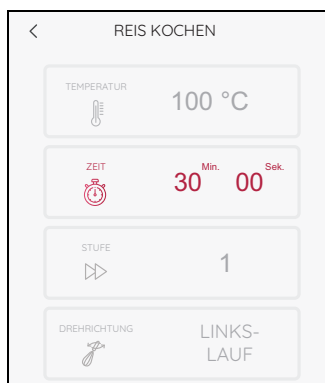 REIS KOCHEN
TEMPERATUR
100 °C
ZEIT
30 Min. 00 Sek.
STUFE
1
DREHRICHTUNG
LINKS-
LAUF